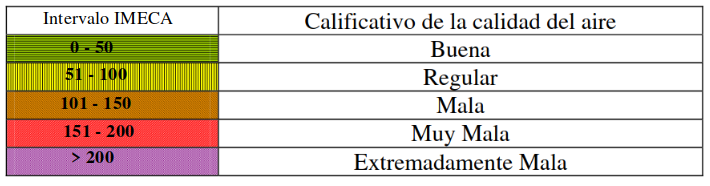 Intervalo IMECA Calificativo de la calidad del aire
0 - 50 Buena
51 - 100 Regular
101 - 150 Mala
151 - 200 Muy Mala
> 200 Extremadamente Mala